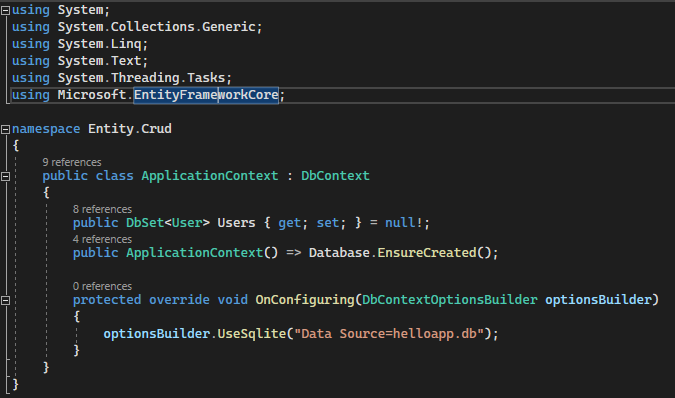 using System;
using System.Collections.Generic;
using System.Linq;
using System.Text;
using System.Threading.Tasks;
using Microsoft.EntityFrameworkCore;
namespace Entity.Crud
{
9 references
public class ApplicationContext : DbContext
{
8 references
public DbSet<User> Users { get; set; } = null!;
4 references
public ApplicationContext() => Database.EnsureCreated();
0 references
protected override void OnConfiguring(DbContextOptionsBuilder optionsBuilder)
{
optionsBuilder.UseSqlite("Data Source=helloapp.db");
}
}
}